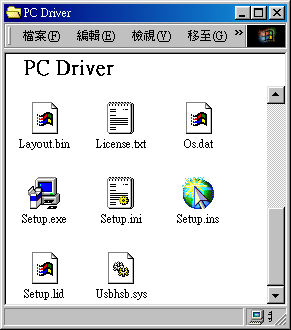 PC Driver
檔案(F) 編輯(E) 檢視(V) 移至(G) »
PC Driver
Layout.bin License.txt Os.dat
Setup.exe Setup.ini Setup.ins
Setup.lid Usbhsb.sys